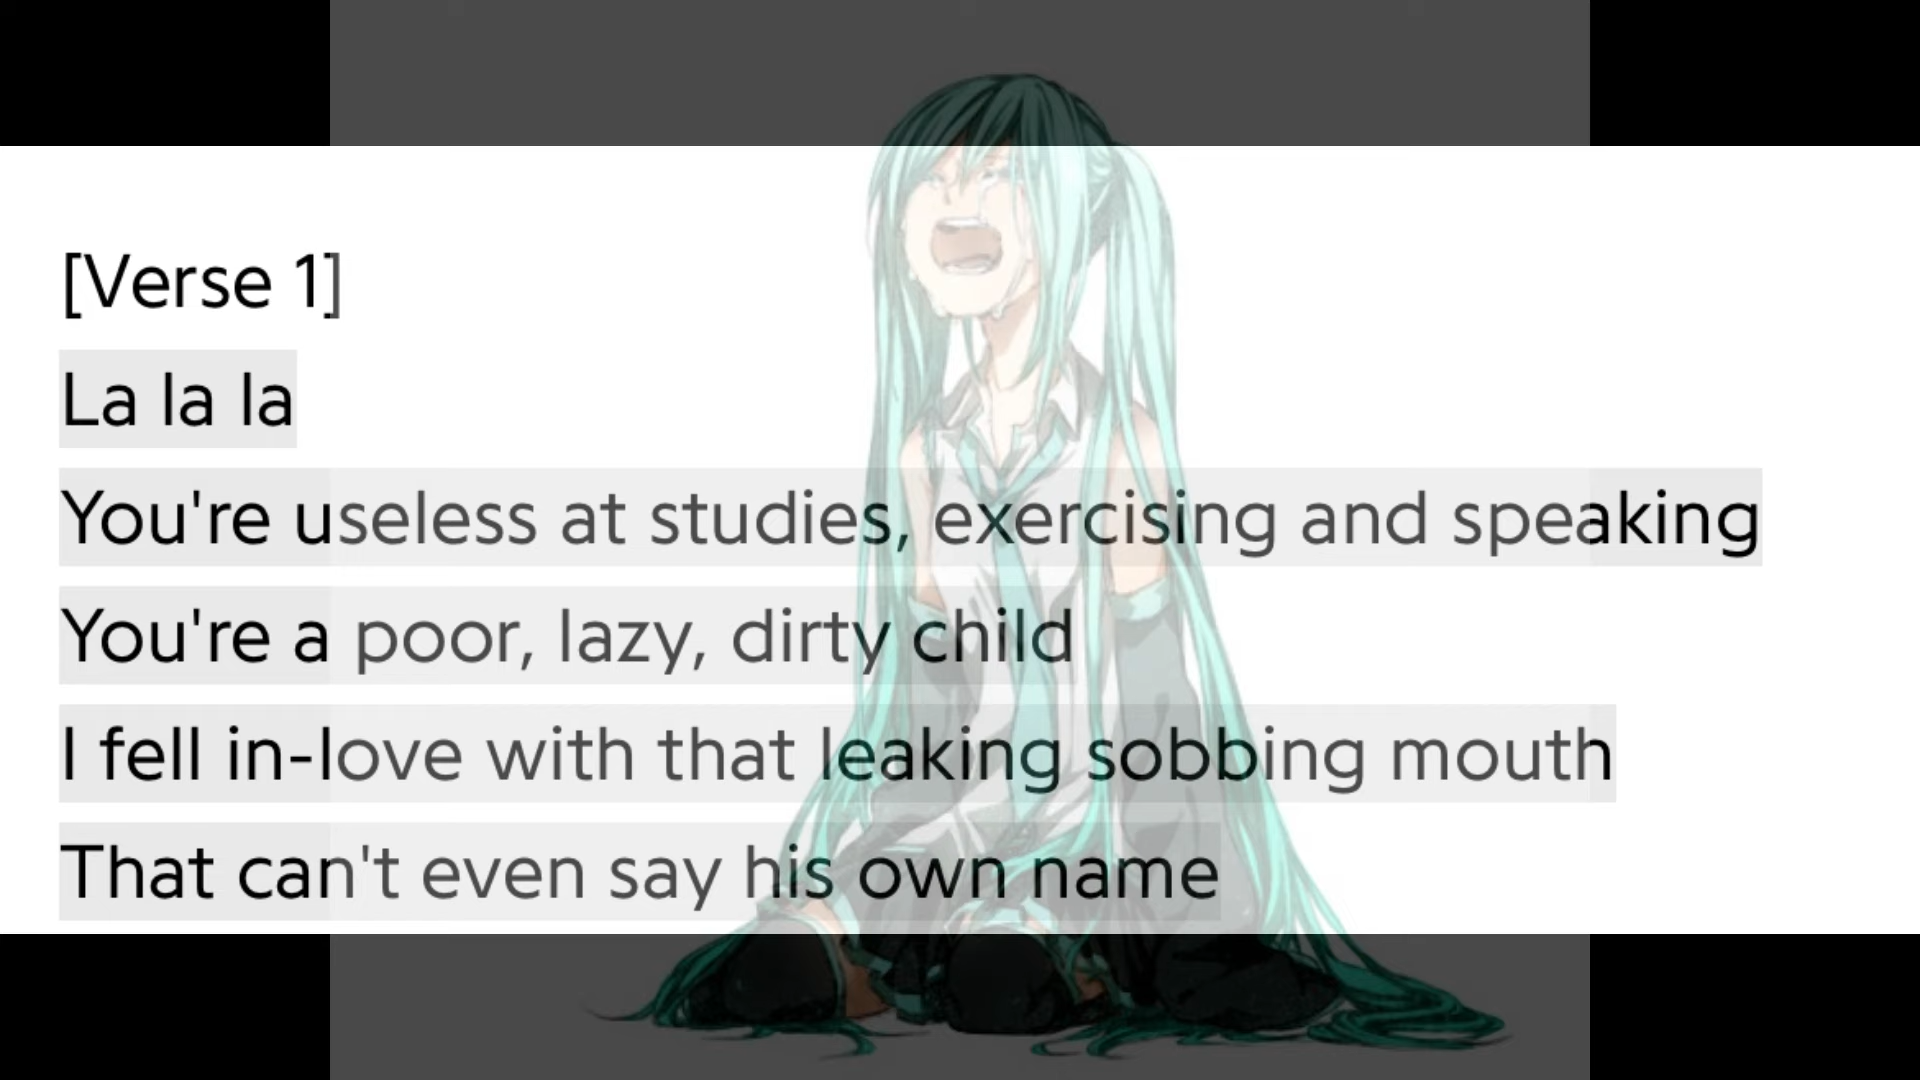 [Verse 1]
La la la
You're useless at studies, exercising and speaking
You're a poor, lazy, dirty child
I fell in-love with that leaking sobbing mouth
That can't even say his own name